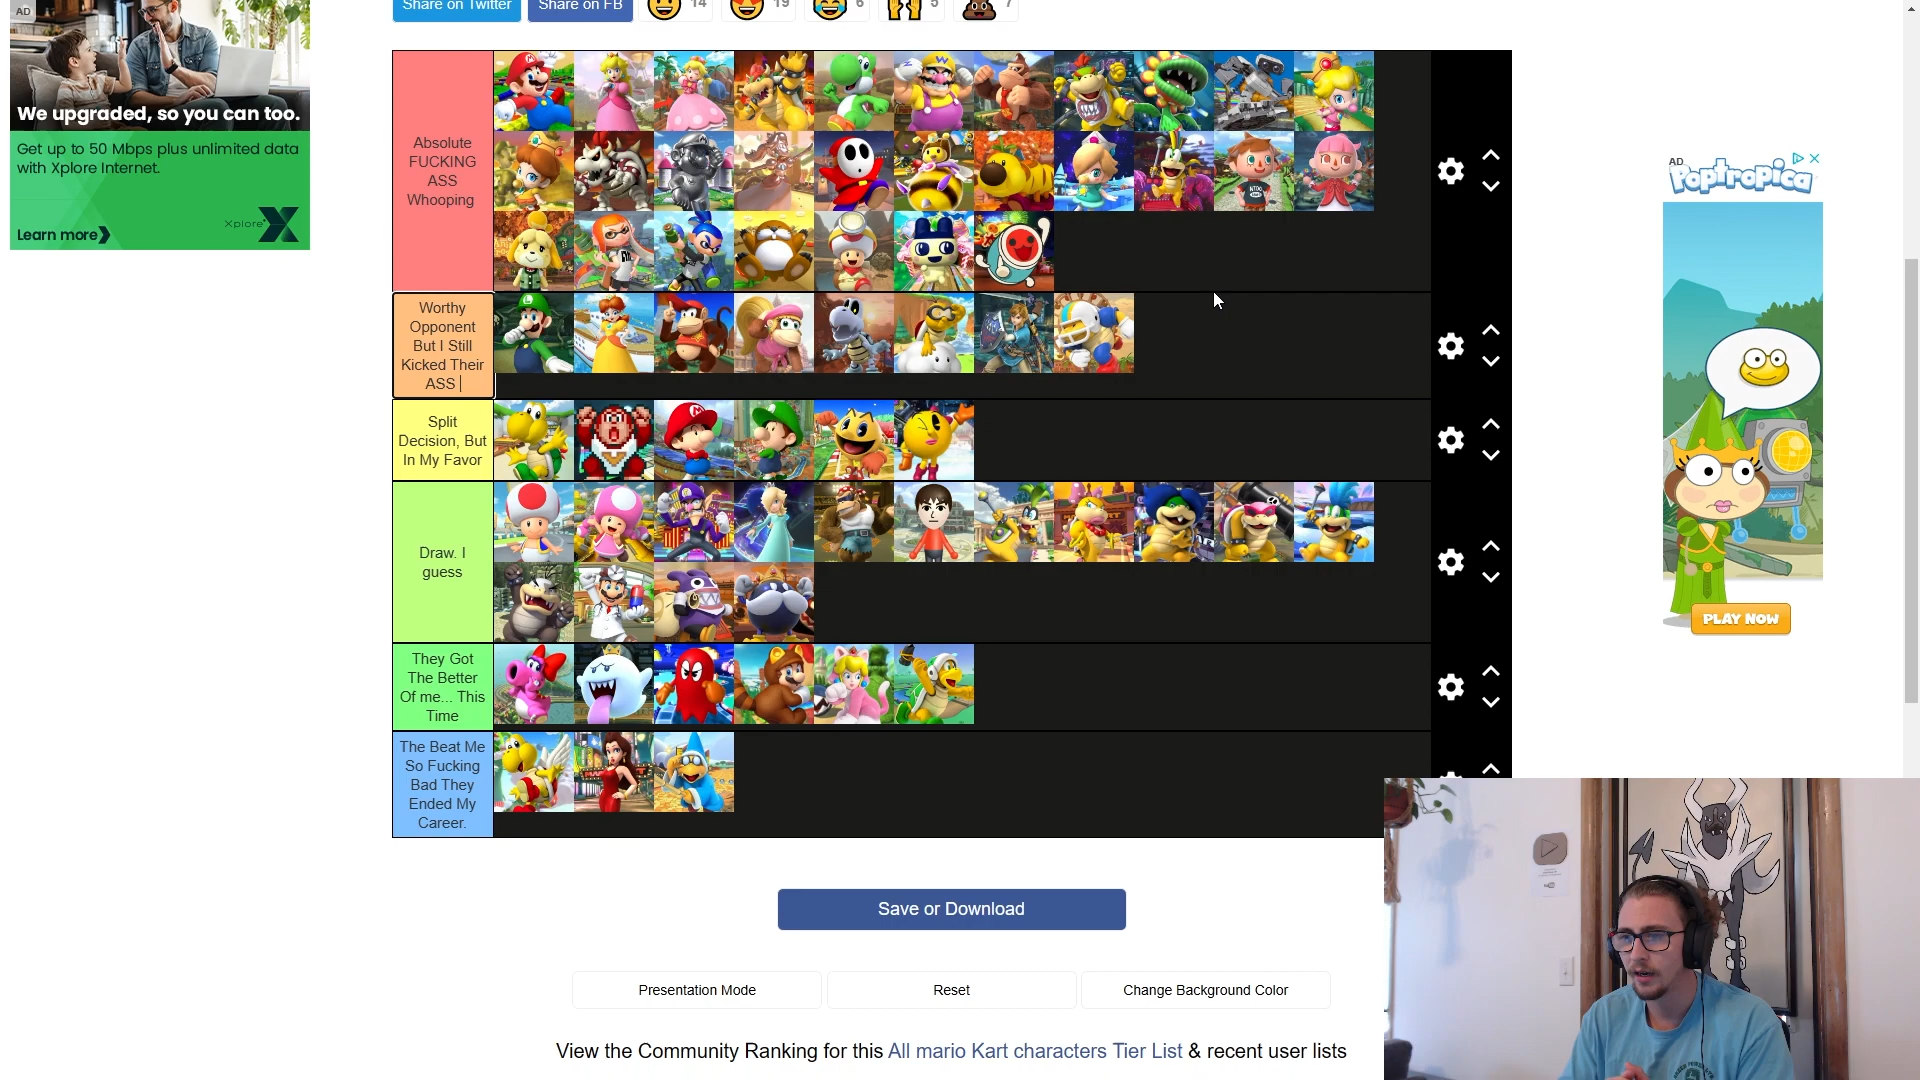 AD
Share on Twitter
Share on FB
14
19
6
5
7
We upgraded, so you can too.
Get up to 50 Mbps plus unlimited data
with Xplore Internet.
Learn more❯
Xplore
Absolute
FUCKING
ASS
Whooping
Worthy
Opponent
But I Still
Kicked Their
ASS
Split
Decision, But
In My Favor
Draw. I
guess
They Got
The Better
Of me... This
Time
The Beat Me
So Fucking
Bad They
Ended My
Career.
AD
Poptropica
PLAY NOW
Save or Download
Presentation Mode
Reset
Change Background Color
View the Community Ranking for this All mario Kart characters Tier List & recent user lists